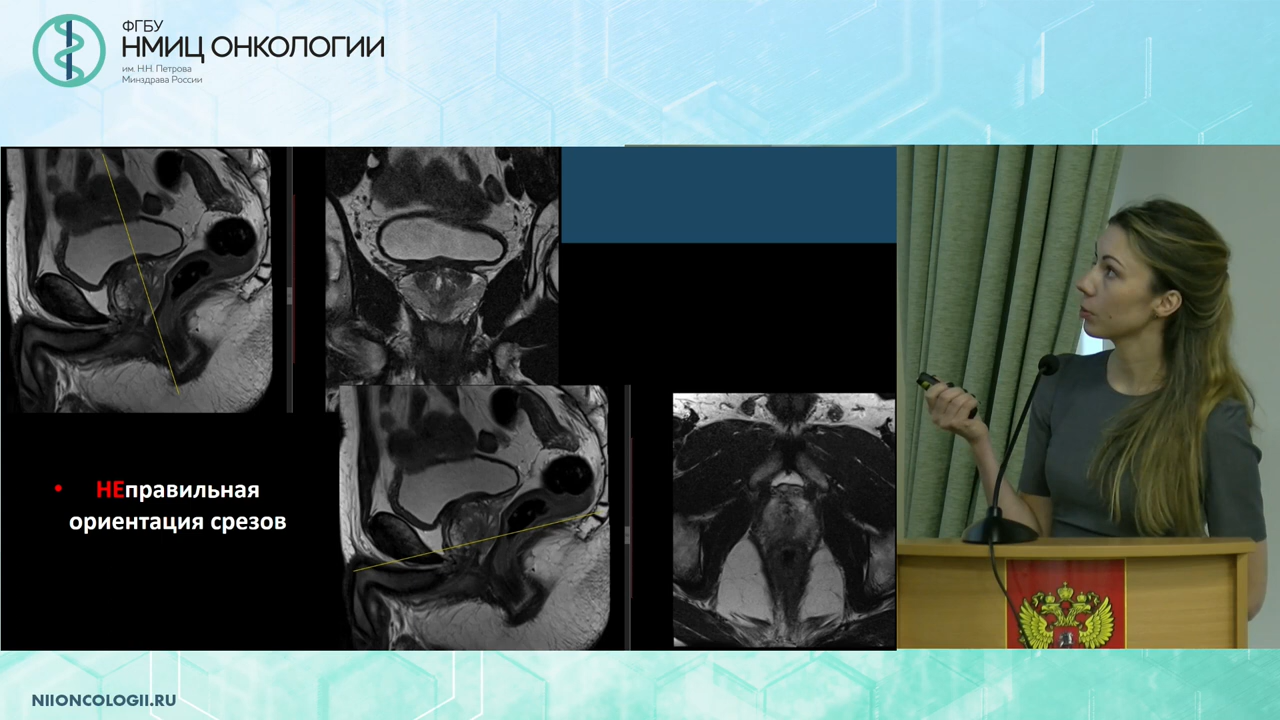 ФГБУ
НМИЦ ОНКОЛОГИИ
им. Н.Н. Петрова
Минздрава России
• НЕправильная
ориентация срезов
NIIONCOLOGII.RU